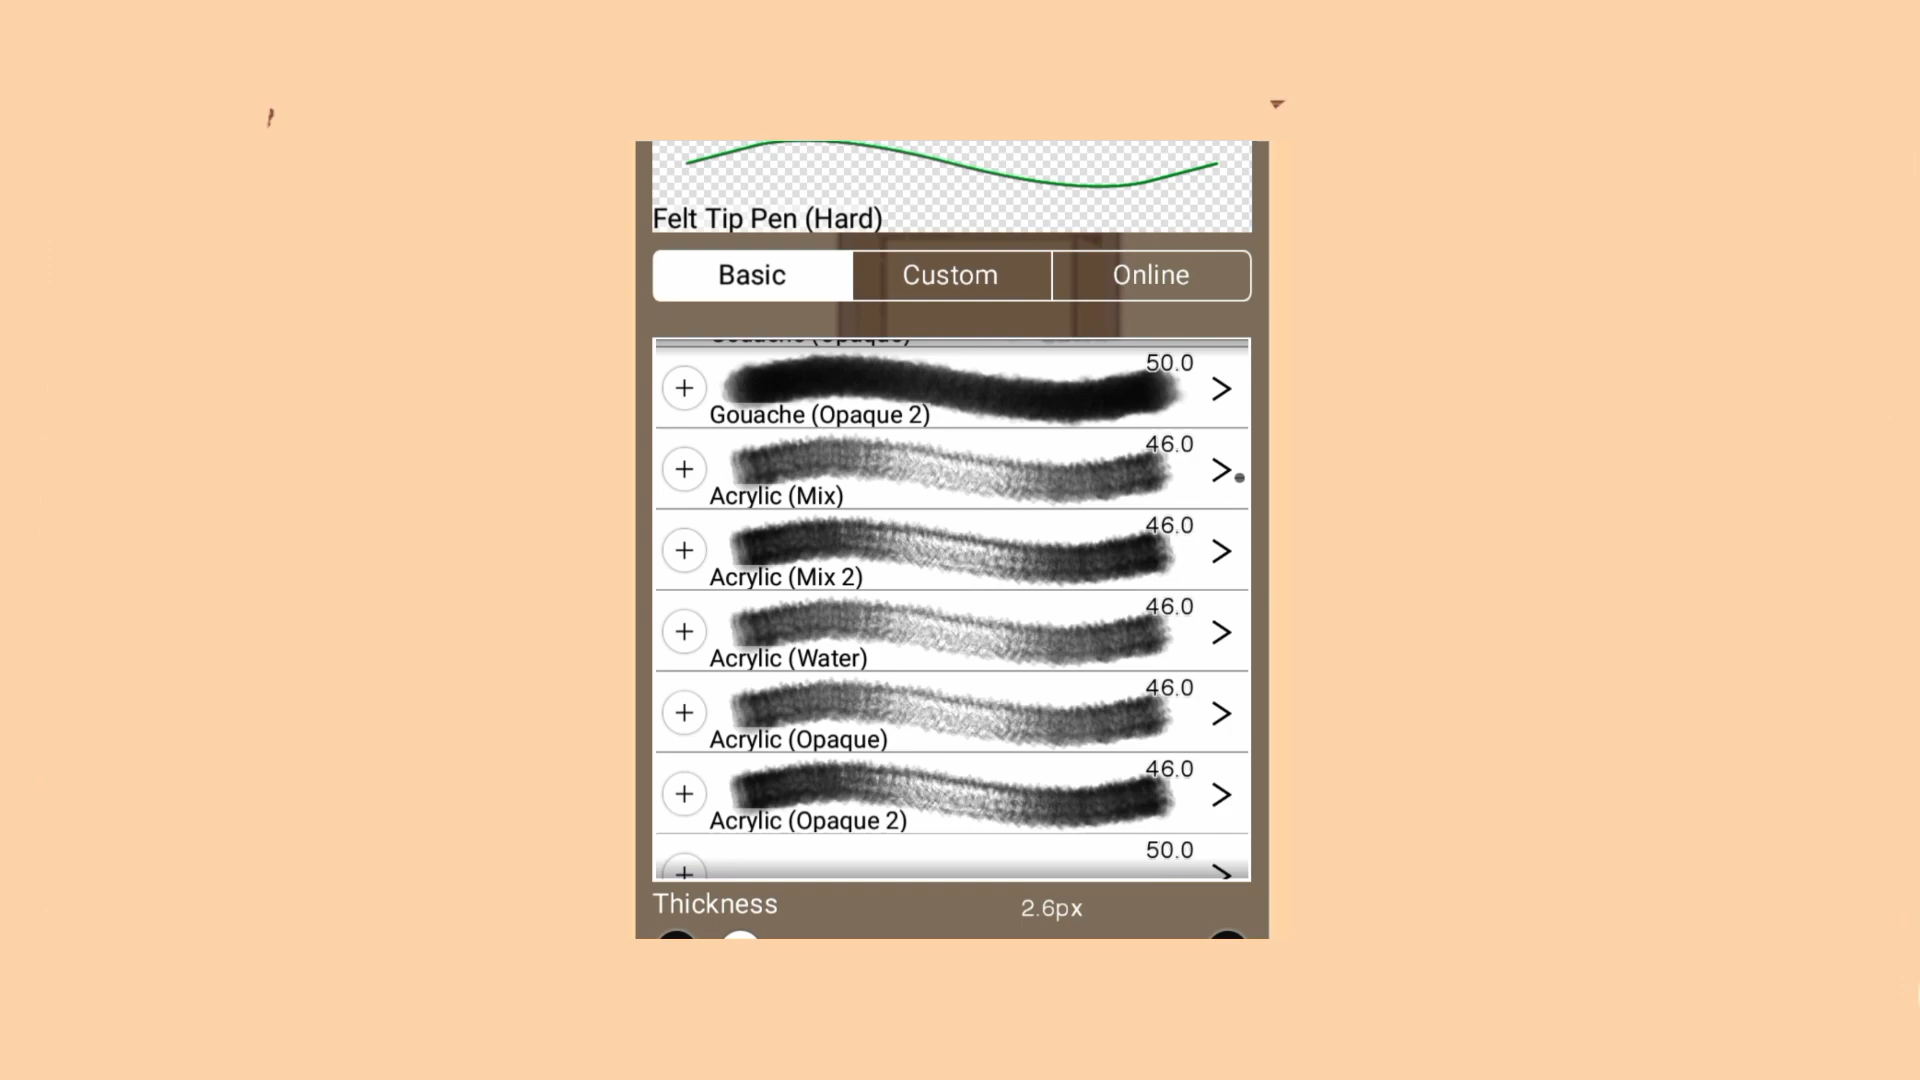 Felt Tip Pen (Hard)
Basic
Custom
Online
Gouache (Opaque)
50.0
Gouache (Opaque 2)
46.0
Acrylic (Mix)
46.0
Acrylic (Mix 2)
46.0
Acrylic (Water)
46.0
Acrylic (Opaque)
46.0
Acrylic (Opaque 2)
50.0
Thickness
2.6px